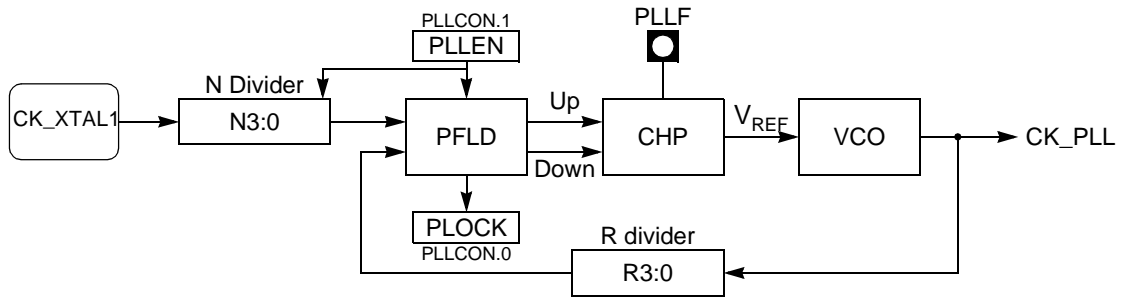 PLLCON.1
PLLEN
PLLF
N Divider
CK_XTAL1
N3:0
PFLD
Up
Down
CHP
VREF
VCO
CK_PLL
PLOCK
PLLCON.0
R divider
R3:0